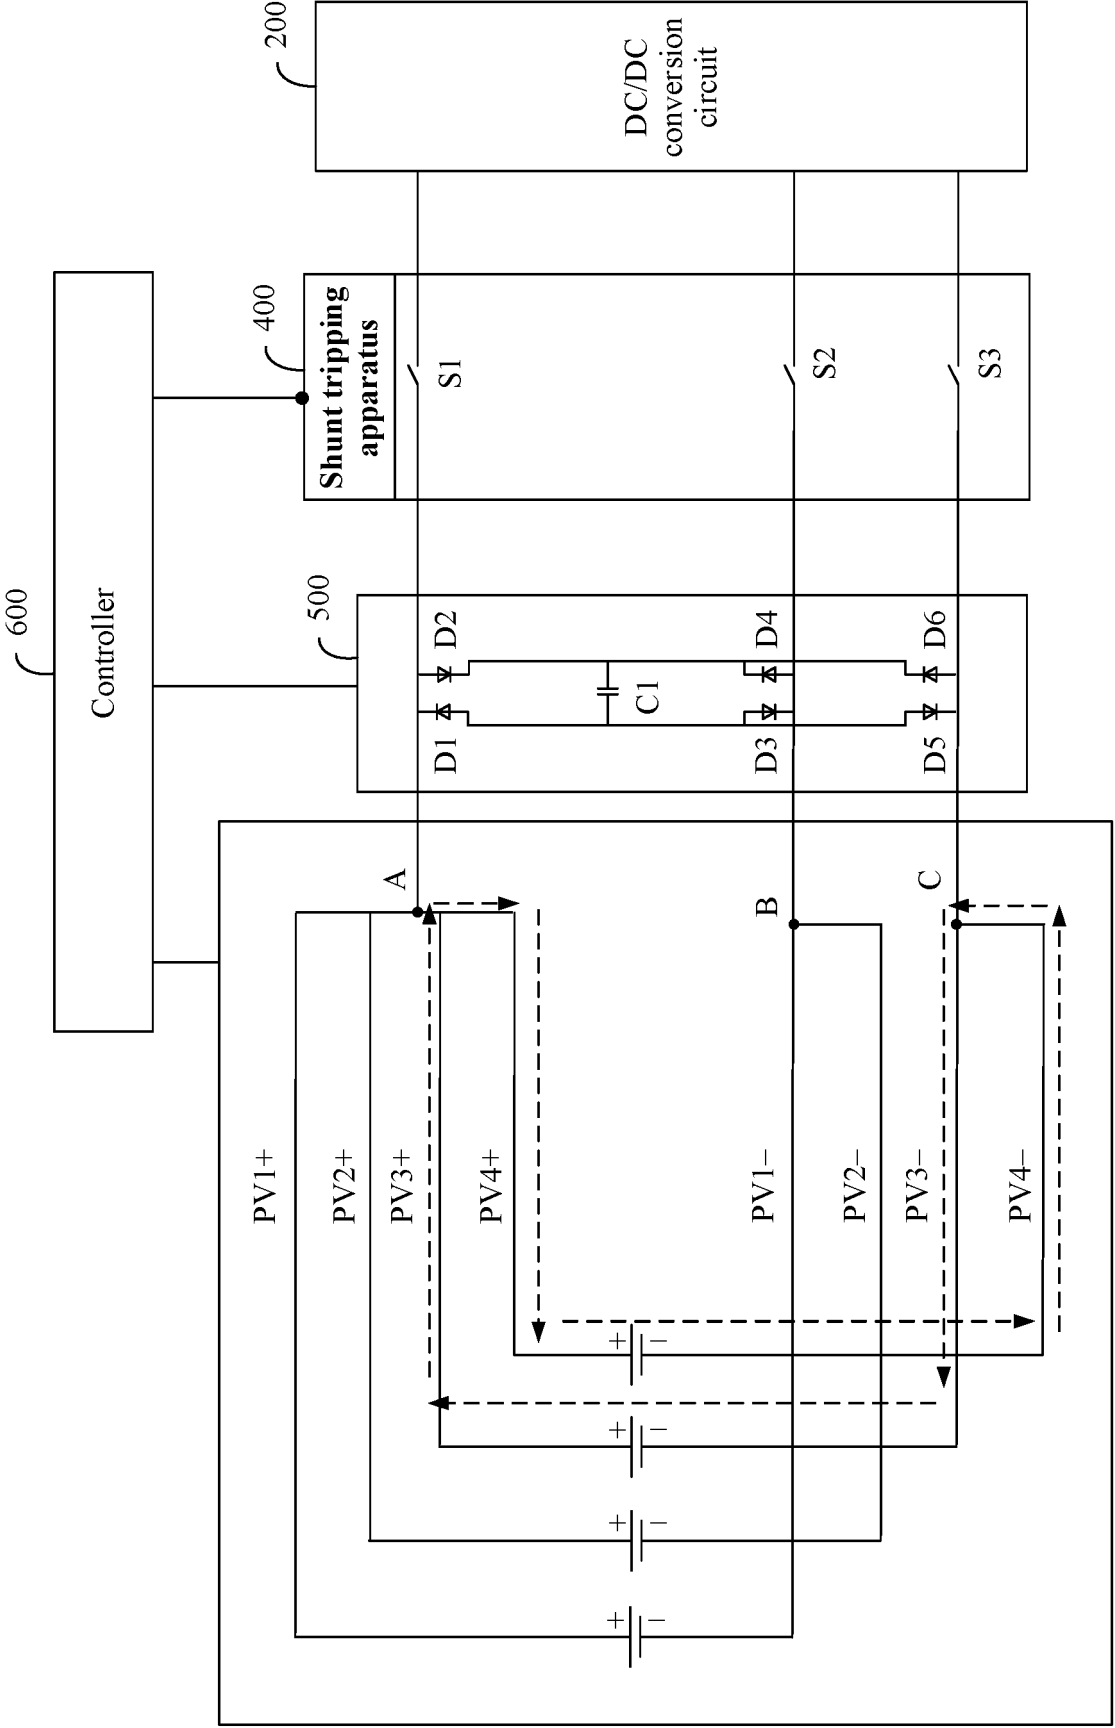 600
Controller
200
DC/DC
conversion
circuit
400
Shunt tripping
apparatus
S1
S2
S3
500
D1
D2
C1
D3
D4
D5
D6
A
B
C
PV1+
PV2+
PV3+
PV4+
PV1–
PV2–
PV3–
PV4–
+ –
+ –
+ –
+ –